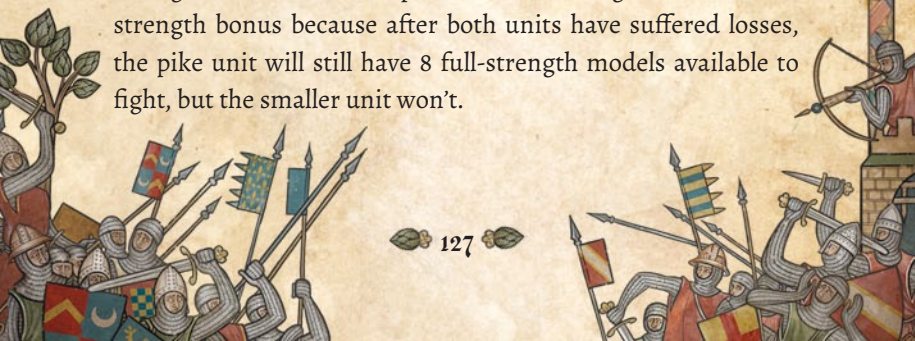 strength bonus because after both units have suffered losses,
the pike unit will still have 8 full-strength models available to
fight, but the smaller unit won’t.
127